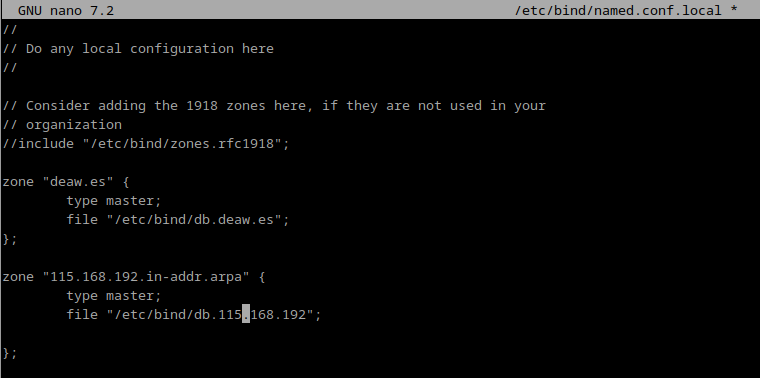 GNU nano 7.2 /etc/bind/named.conf.local *
//
// Do any local configuration here
//
// Consider adding the 1918 zones here, if they are not used in your
// organization
//include "/etc/bind/zones.rfc1918";
zone "deaw.es" {
type master;
file "/etc/bind/db.deaw.es";
};
zone "115.168.192.in-addr.arpa" {
type master;
file "/etc/bind/db.115.168.192";
};